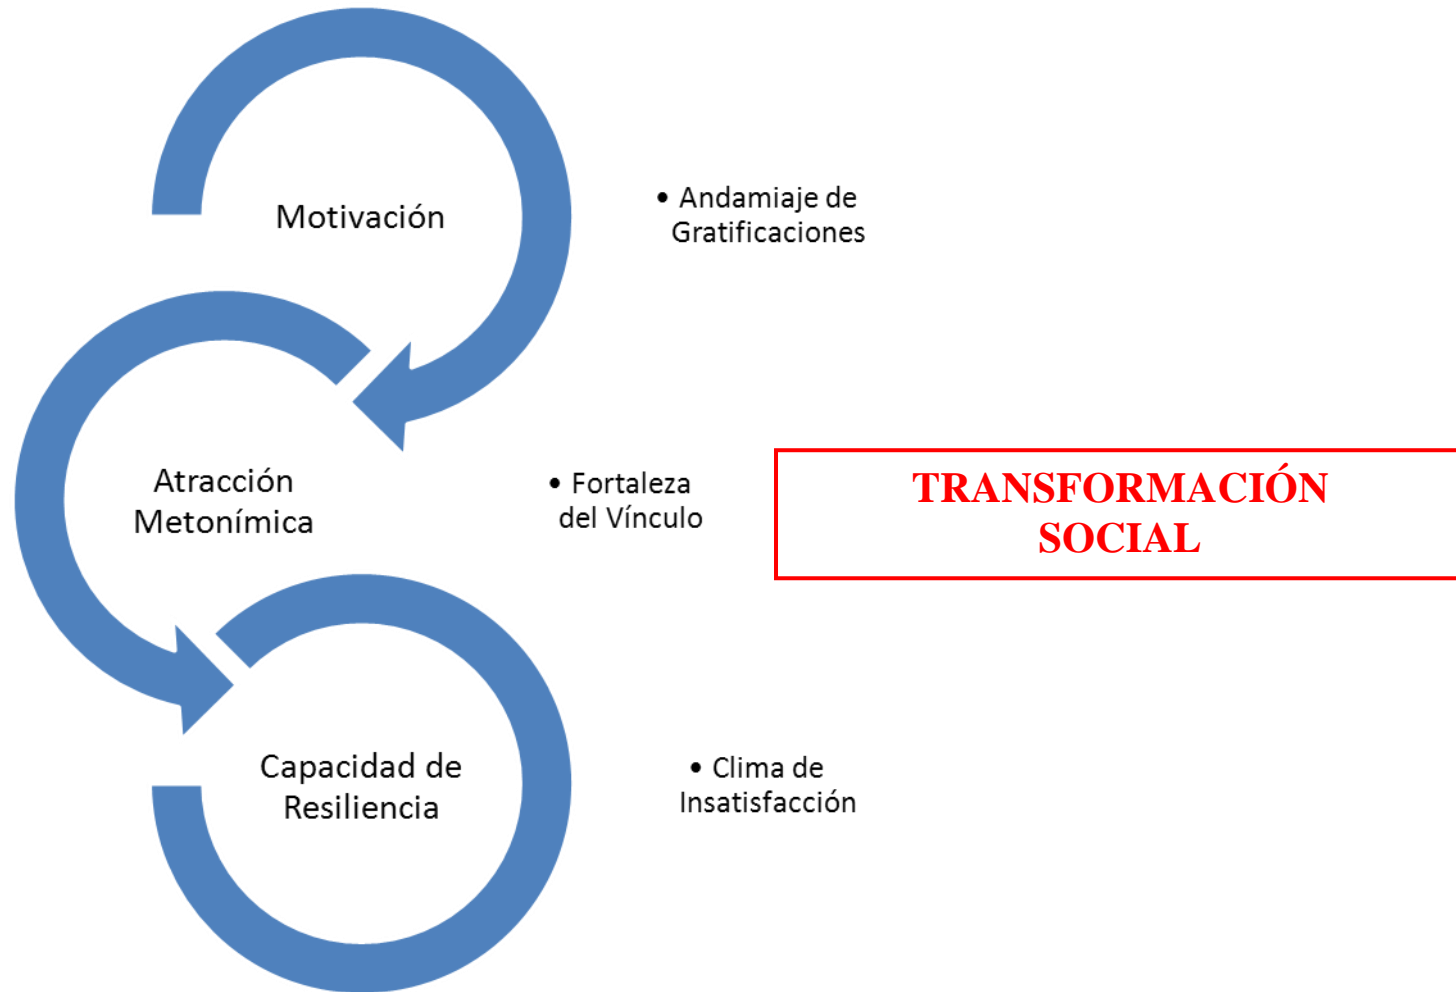 Motivación
• Andamiaje de
Gratificaciones
Atracción
Metonímica
• Fortaleza
del Vínculo
TRANSFORMACIÓN
SOCIAL
Capacidad de
Resiliencia
• Clima de
Insatisfacción